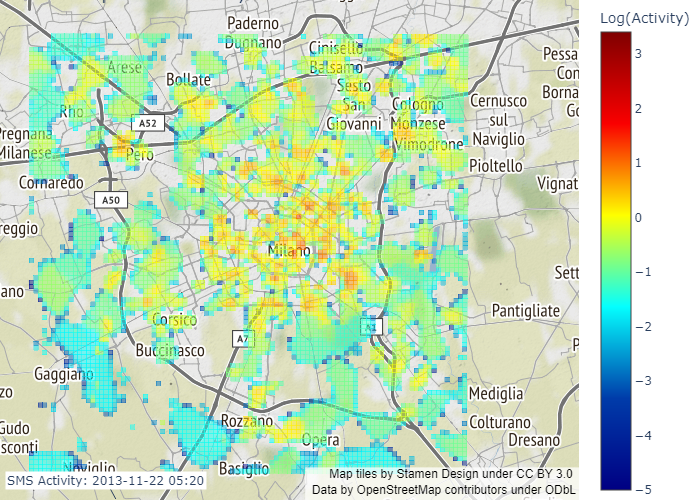 Log(Activity)
Paderno
Dugnano
Cinisello
Balsamo
Arese
Bollate
Sesto
San
Giovanni
Cologno
Monzese
Pessa
Con
Borna
Go
Rho
A52
Cernusco
sul
Naviglio
Pregnana
Milanese
Pero
Vimodrone
Pioltello
Cornaredo
Vignat
A50
reggio
Milano
Sett
ano
Pantigliate
Corsico
A1
A7
P
Buccinasco
Gaggiano
Mediglia
zo
Rozzano
Colturano
Gudo
Opera
Dresano
sconti
Noviglio
Basiglio
SMS Activity: 2013-11-22 05:20
Map tiles by Stamen Design under CC BY 3.0
Data by OpenStreetMap contributors under ODbL
3
2
1
0
−1
−2
−3
−4
−5